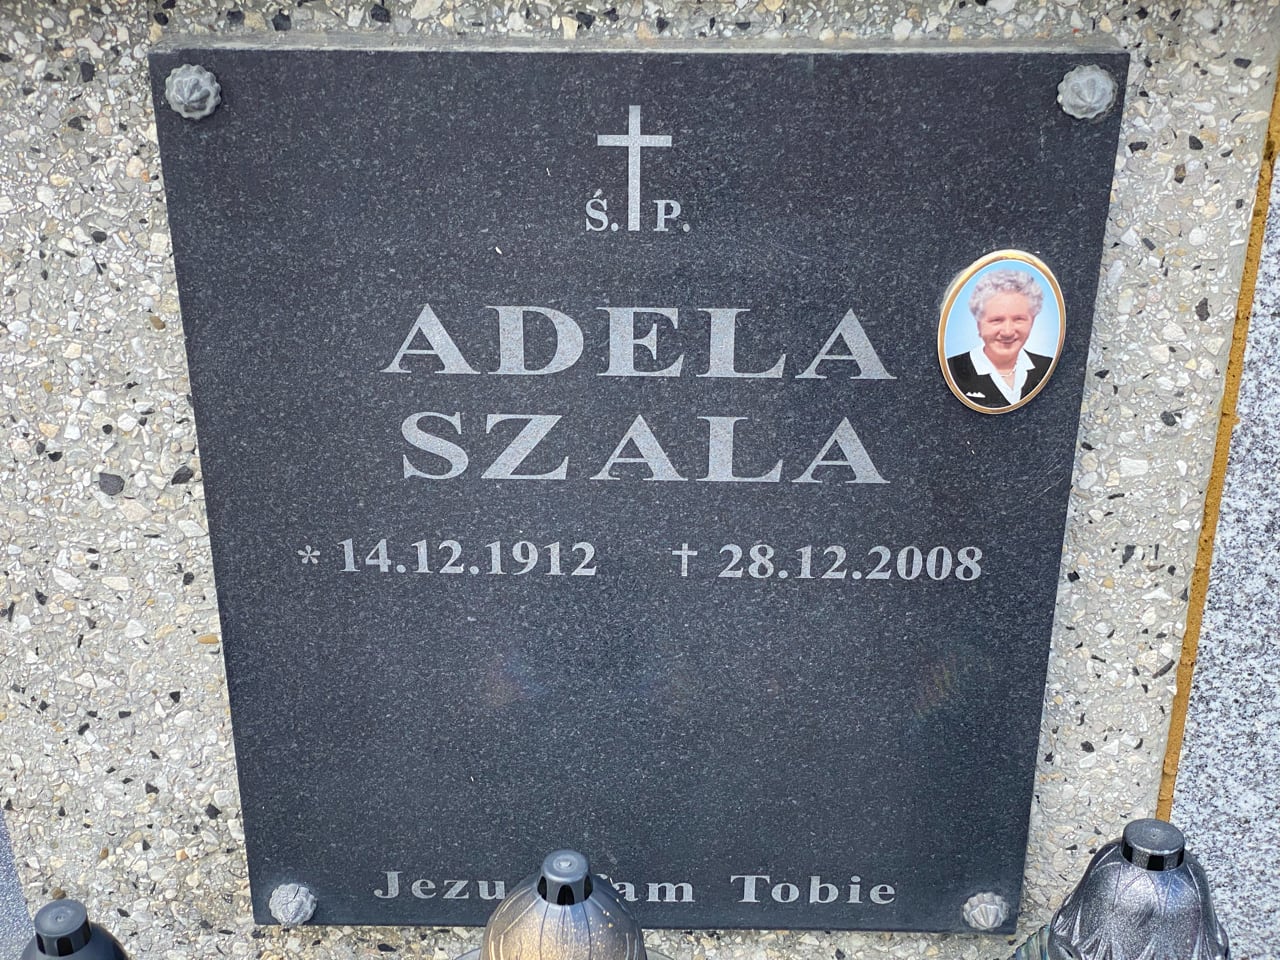 Ś. P.
ADELA
SZALA
* 14.12.1912 † 28.12.2008
Jezu Tobie